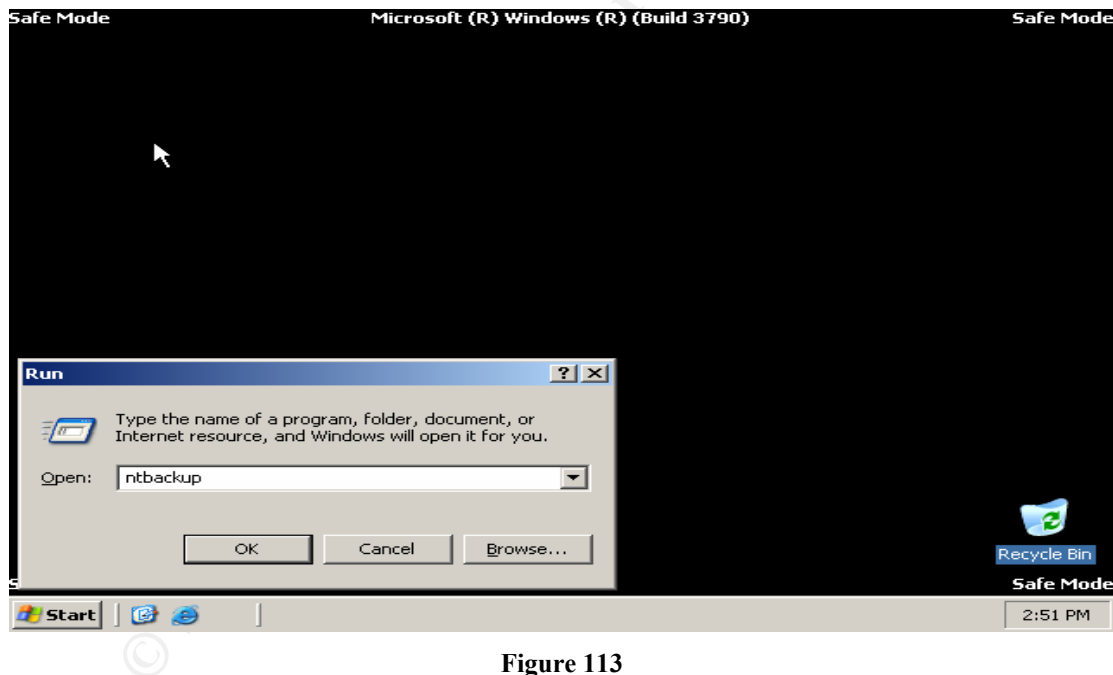 Safe Mode Microsoft (R) Windows (R) (Build 3790) Safe Mode
Run
Type the name of a program, folder, document, or
Internet resource, and Windows will open it for you.
Open: ntbackup
OK Cancel Browse...
Recycle Bin
S Safe Mode
Start 2:51 PM
Figure 113